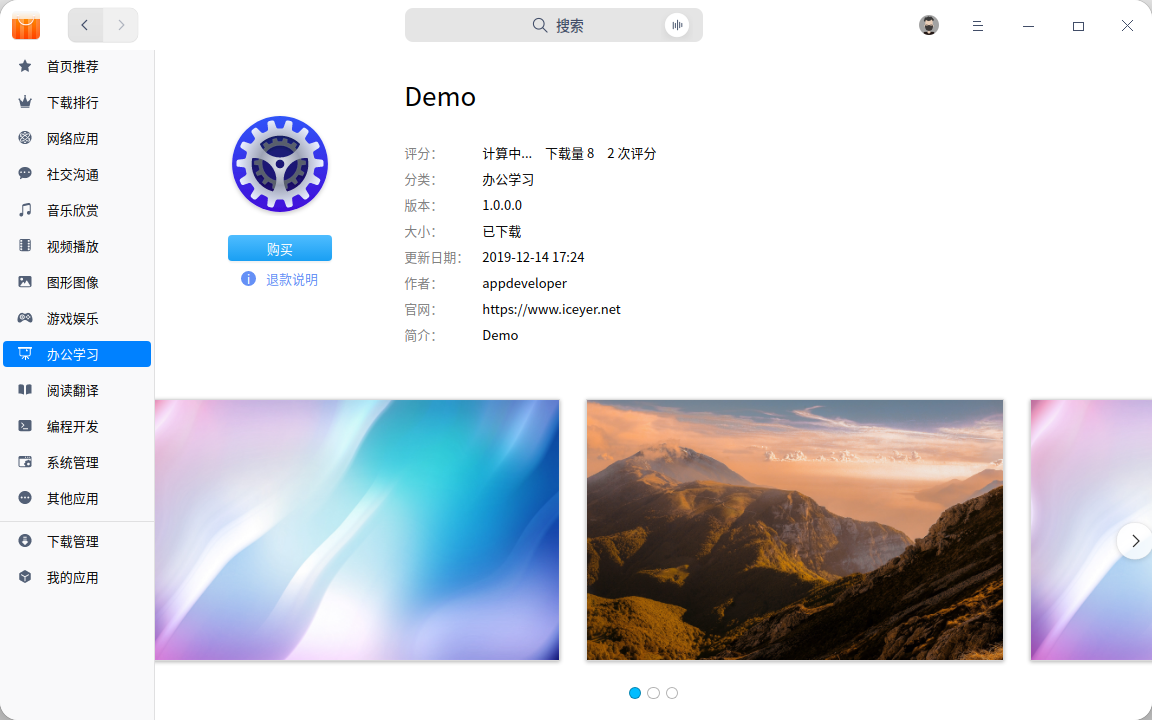 搜索
首页推荐
下载排行
网络应用
社交沟通
音乐欣赏
视频播放
图形图像
游戏娱乐
办公学习
阅读翻译
编程开发
系统管理
其他应用
下载管理
我的应用
购买
退款说明
Demo
评分： 计算中... 下载量 8 2 次评分
分类： 办公学习
版本： 1.0.0.0
大小： 已下载
更新日期： 2019-12-14 17:24
作者： appdeveloper
官网： https://www.iceyer.net
简介： Demo